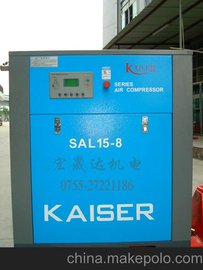 KAISER
SERIES
AIR COMPRESSOR
SAL15-8
宏晟达机电
0755-27221186
KAISER
china.makepolo.com